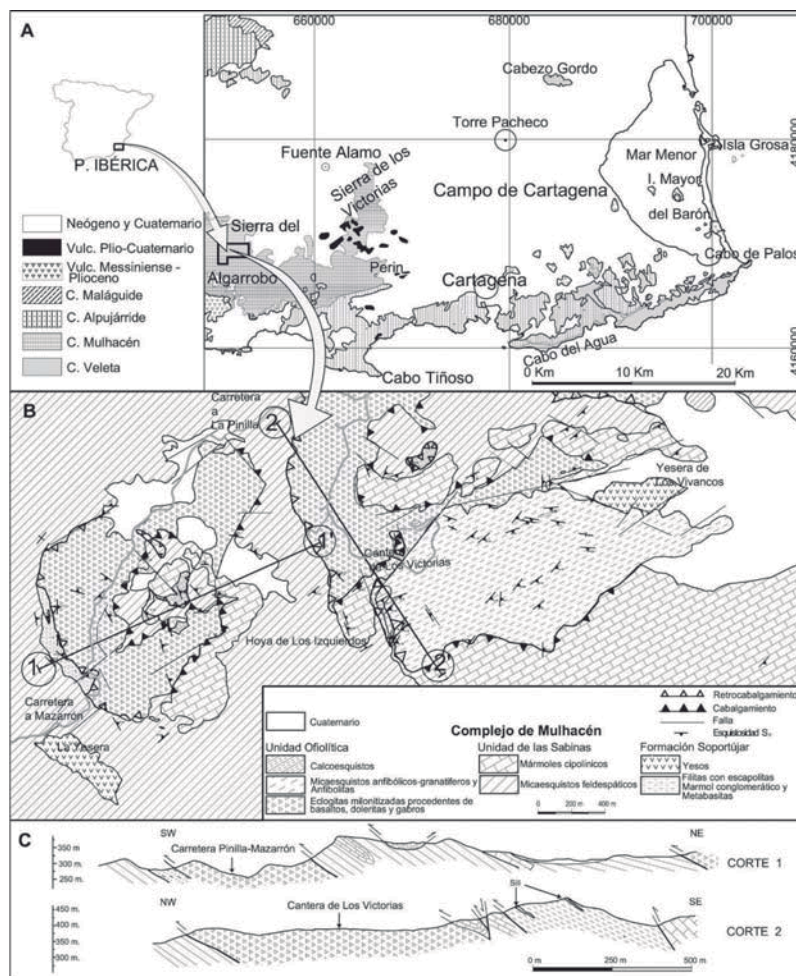 A
660000
680000
700000
P. IBÉRICA
Cabezo Gordo
Torre Pacheco
Isla Grosa
4180000
Fuente Alamo
Sierra de los
Victorias
Mar Menor
I. Mayor
del Barón
Campo de Cartagena
Sierra del
Algarrobo
Perin
Cartagena
Cabo de Palos
Cabo del Agua
Cabo Tiñoso
4160000
0 Km 10 Km 20 Km
Neógeno y Cuaternario
Vulc. Plio-Cuaternario
Vulc. Messiniense -
Plioceno
C. Maláguide
C. Alpujárride
C. Mulhacén
C. Veleta
B
Carretera
a
La Pinilla
2
Yesera de
Los Vivancos
1
Cantera
de Los Victorias
Hoya de Los Izquierdos
1
2
Carretera
a Mazarrón
La Yesera
Cuaternario
Complejo de Mulhacén
Retrocabalgamiento
Cabalgamiento
Falla
Esquistosidad
Unidad Ofiolítica
Calcoesquistos
Micaesquistos anfibólicos-granatíferos y
Anfibolitas
Eclogitas milonitizadas procedentes de
basaltos, doleritas y gabros
Unidad de las Sabinas
Mármoles cipolínicos
Micaesquistos feldespáticos
0 200 m 400 m
Formación Soportújar
Yesos
Filitas con escapolitas
Marmol conglomerático y
Metabasitas
C
SW
Carretera Pinilla-Mazarrón
NE
350 m
300 m
250 m
CORTE 1
NW
Cantera de Los Victorias
Sill
SE
450 m.
400 m.
350 m.
300 m.
CORTE 2
0 m 250 m 500 m